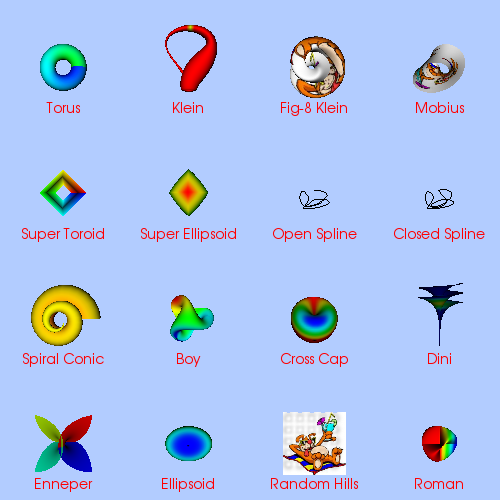 Torus Klein Fig-8 Klein Mobius
Super Toroid Super Ellipsoid Open Spline Closed Spline
Spiral Conic Boy Cross Cap Dini
Enneper Ellipsoid Random Hills Roman